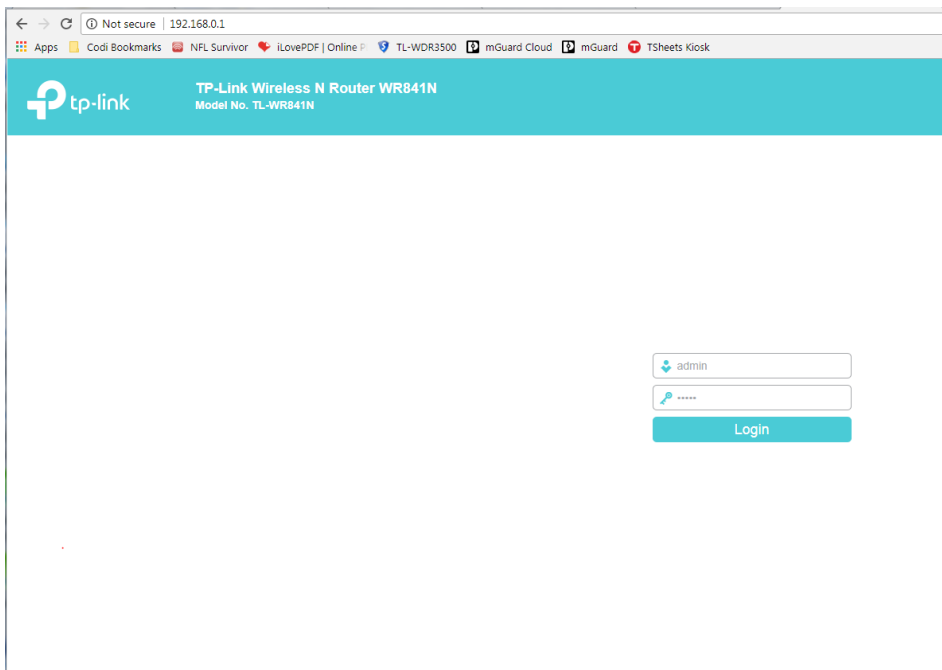 Not secure | 192.168.0.1
Apps Codi Bookmarks NFL Survivor iLovePDF | Online P TL-WDR3500 mGuard Cloud mGuard TSheets Kiosk
tp-link
TP-Link Wireless N Router WR841N
Model No. TL-WR841N
admin
•••••
Login